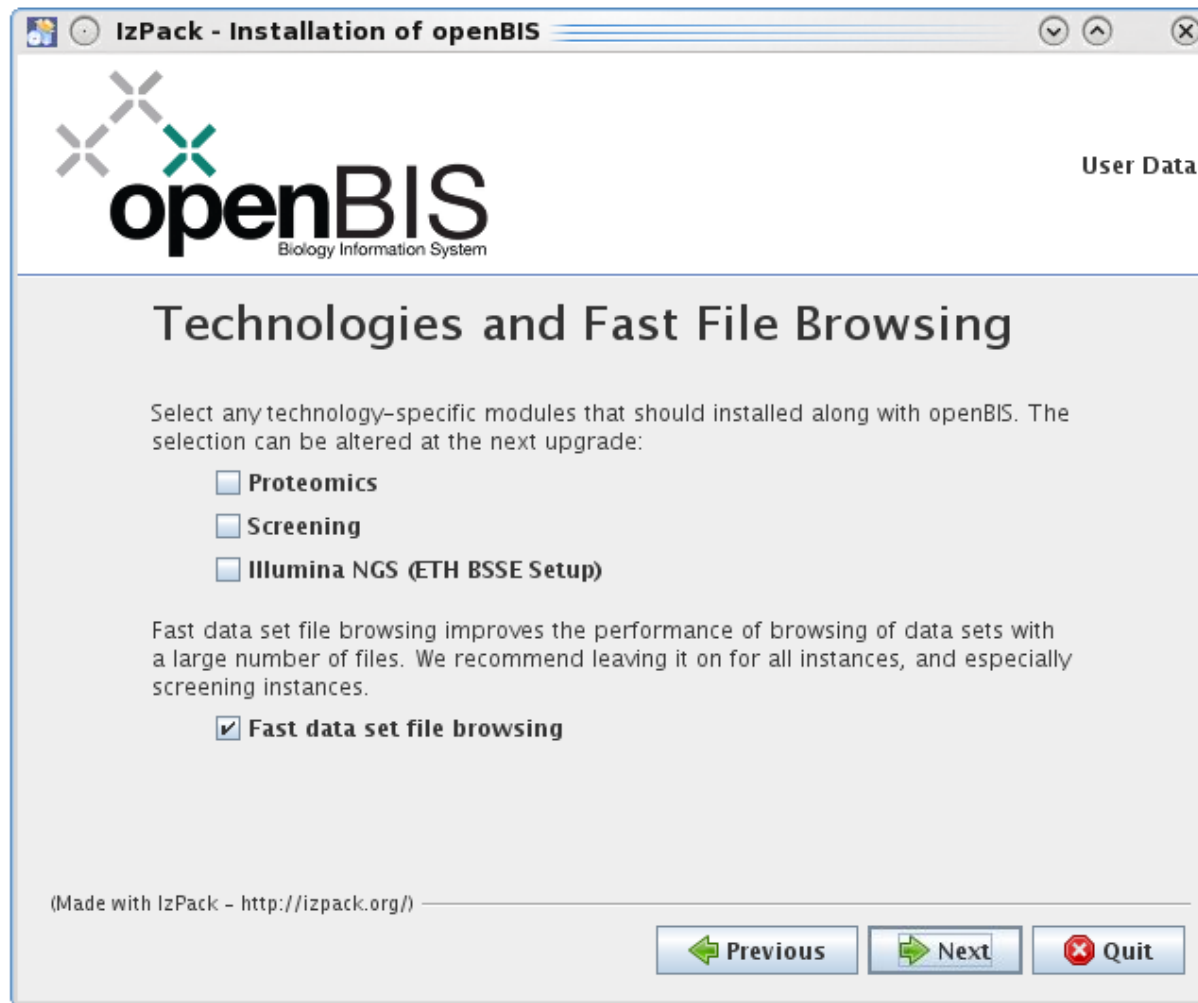 IzPack - Installation of openBIS
openBIS
Biology Information System
User Data
Technologies and Fast File Browsing
Select any technology-specific modules that should installed along with openBIS. The
selection can be altered at the next upgrade:
Proteomics
Screening
Illumina NGS (ETH BSSE Setup)
Fast data set file browsing improves the performance of browsing of data sets with
a large number of files. We recommend leaving it on for all instances, and especially
screening instances.
Fast data set file browsing
(Made with IzPack - http://izpack.org/)
Previous
Next
Quit